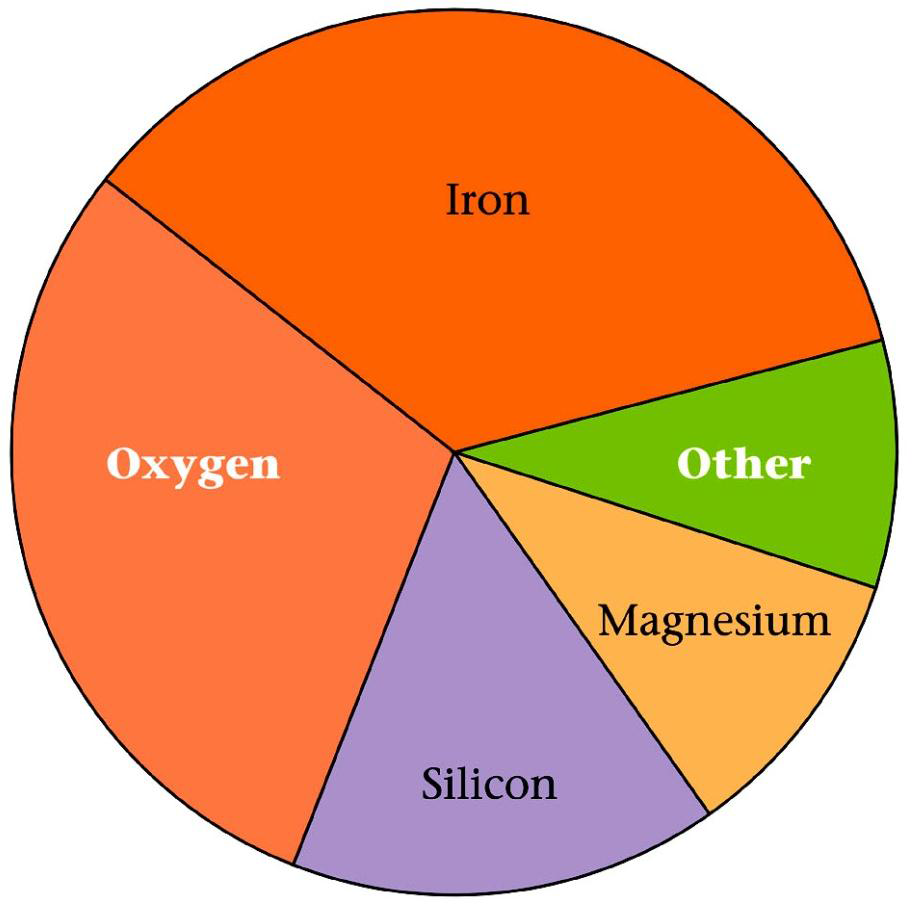 Iron
Oxygen
Other
Magnesium
Silicon